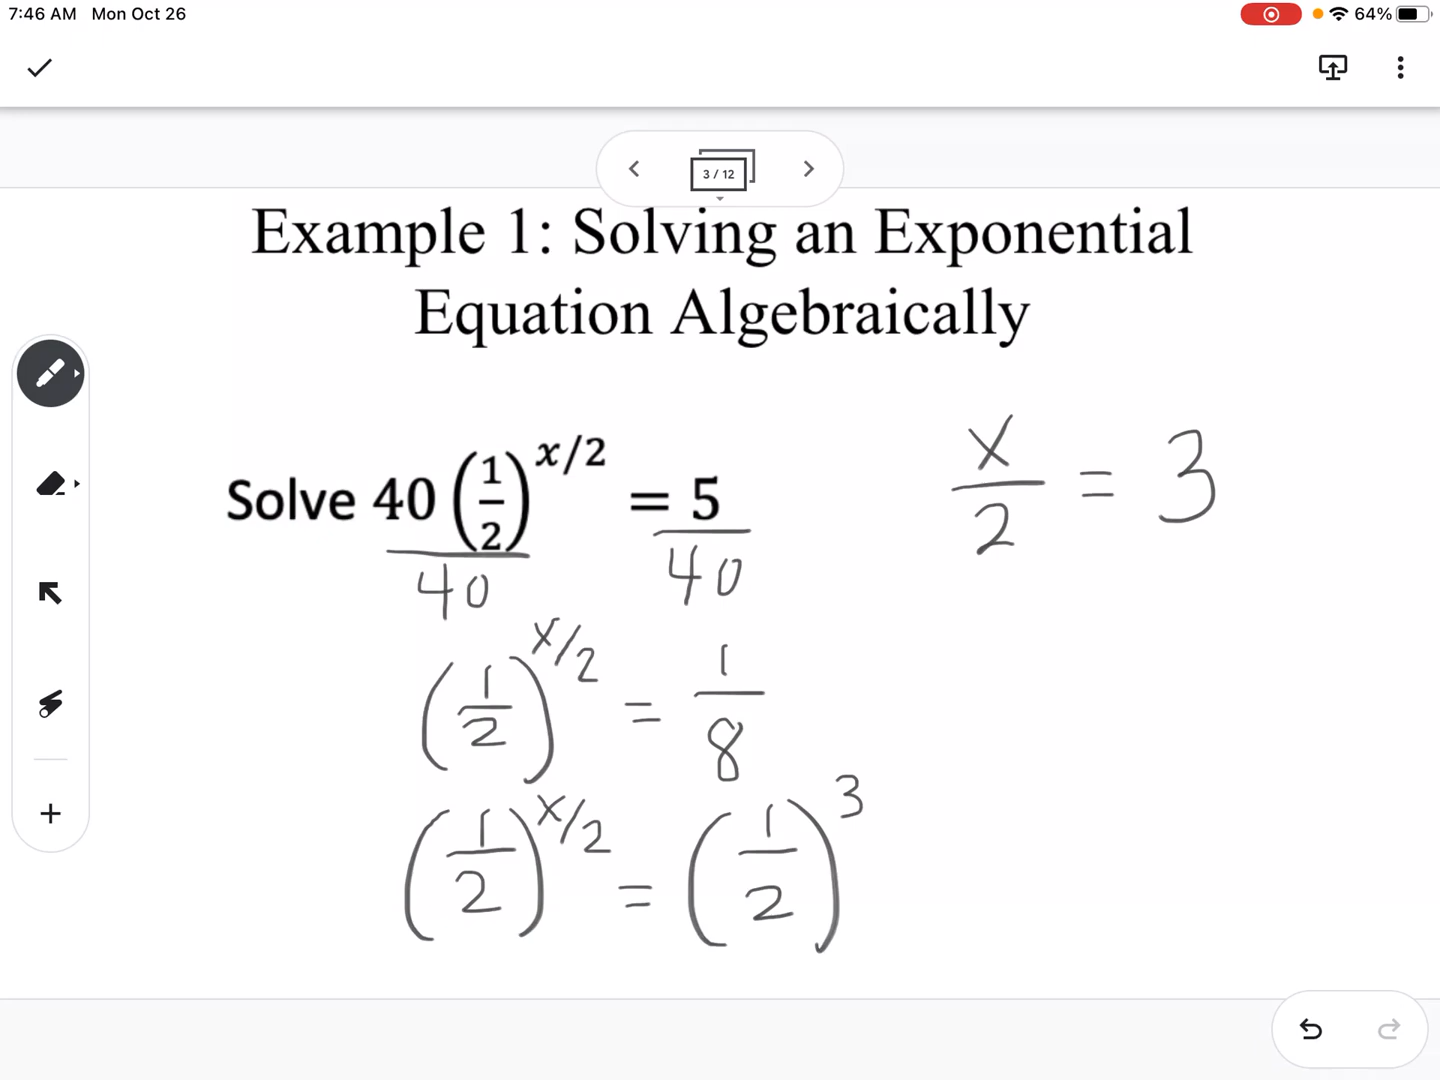 7:46 AM Mon Oct 26 64%
3 / 12
Example 1: Solving an Exponential
Equation Algebraically
Solve 40 (1/2)^(x/2) = 5
40 40
(1/2)^(x/2) = 1/8
(1/2)^(x/2) = (1/2)^3
x/2 = 3